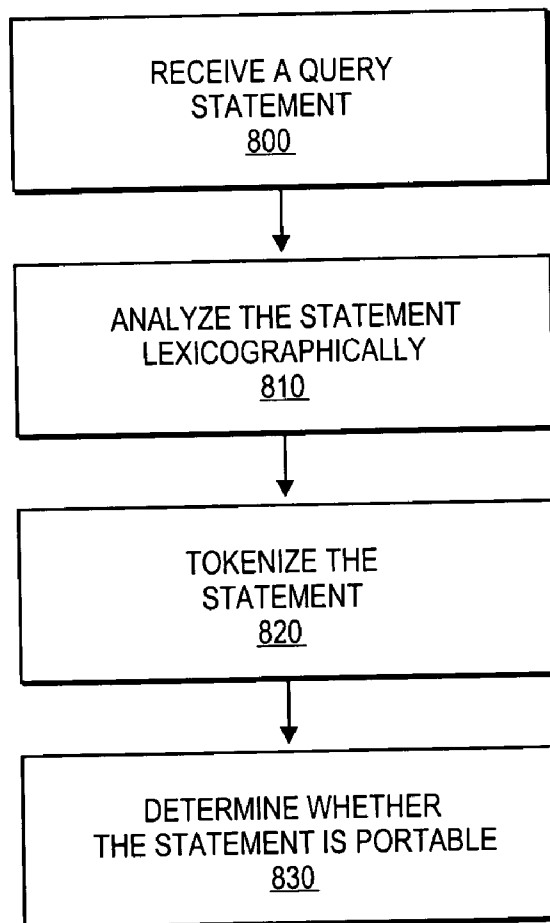 RECEIVE A QUERY
STATEMENT
800
ANALYZE THE STATEMENT
LEXICOGRAPHICALLY
810
TOKENIZE THE
STATEMENT
820
DETERMINE WHETHER
THE STATEMENT IS PORTABLE
830